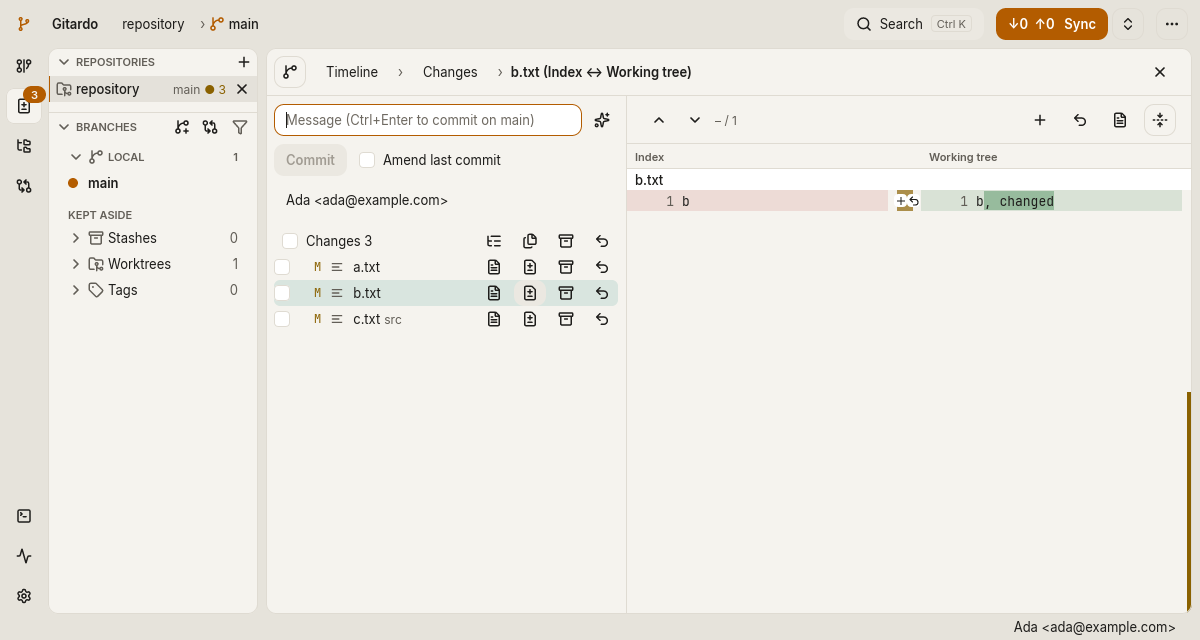 Gitardo repository main Search Ctrl K 0 0 Sync
REPOSITORIES
3
repository main 3
BRANCHES
LOCAL 1
main
KEPT ASIDE
Stashes 0
Worktrees 1
Tags 0
Timeline Changes b.txt (Index ↔ Working tree)
Message (Ctrl+Enter to commit on main)
Commit Amend last commit
Ada <ada@example.com>
Changes 3
M a.txt
M b.txt
M c.txt src
– / 1
Index Working tree
b.txt
1 b 1 b, changed
Ada <ada@example.com>